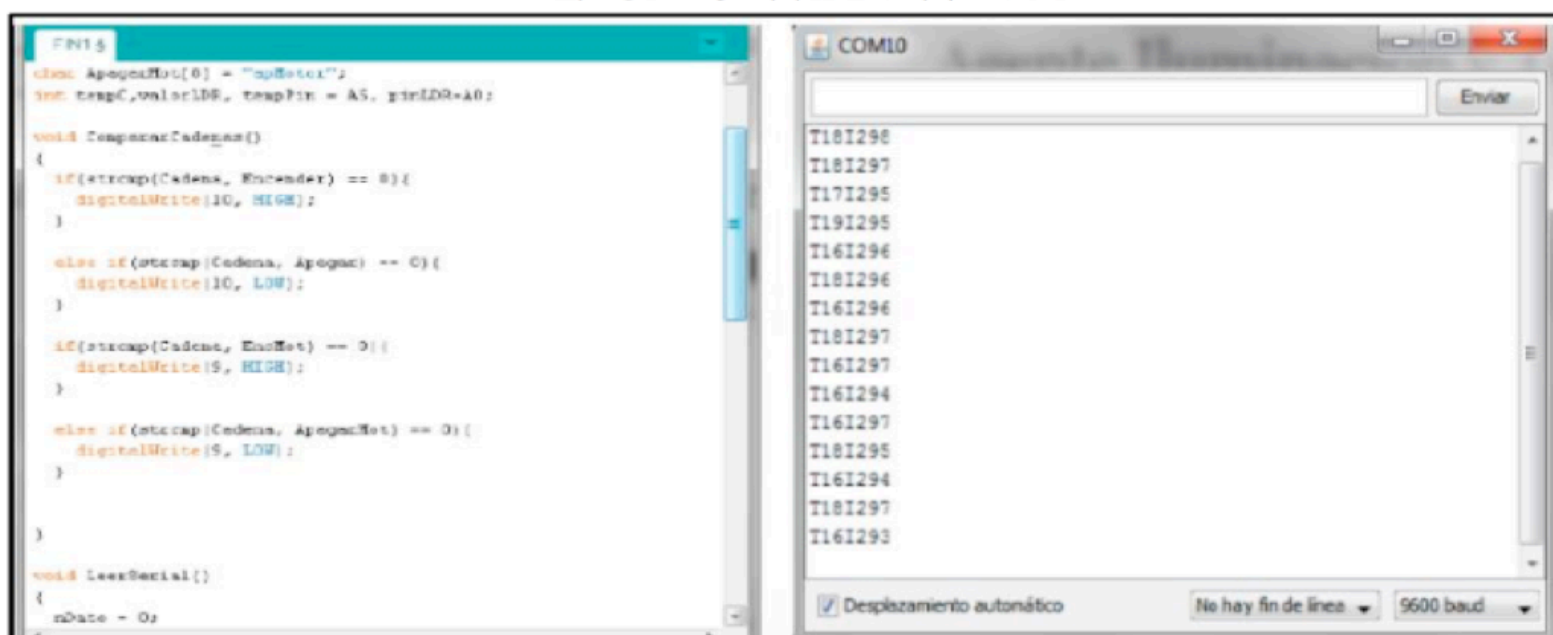 FIN1 §
char ApagarMot[8] = "apMotor";
int tempC,valorLDR, tempPin = A5, pinLDR=A0;
void CompararCadenas()
{
if(strcmp(Cadena, Encender) == 0){
digitalWrite(10, HIGH);
}
else if(strcmp(Cadena, Apagar) == 0){
digitalWrite(10, LOW);
}
if(strcmp(Cadena, EncMot) == 0){
digitalWrite(9, HIGH);
}
else if(strcmp(Cadena, ApagarMot) == 0){
digitalWrite(9, LOW);
}
}
void LeerSerial()
{
nDato = 0;
COM10
Enviar
T18I298
T18I297
T17I295
T19I295
T16I296
T18I296
T16I296
T18I297
T16I297
T16I294
T16I297
T18I295
T16I294
T18I297
T16I293
Desplazamiento automático
No hay fin de línea
9600 baud